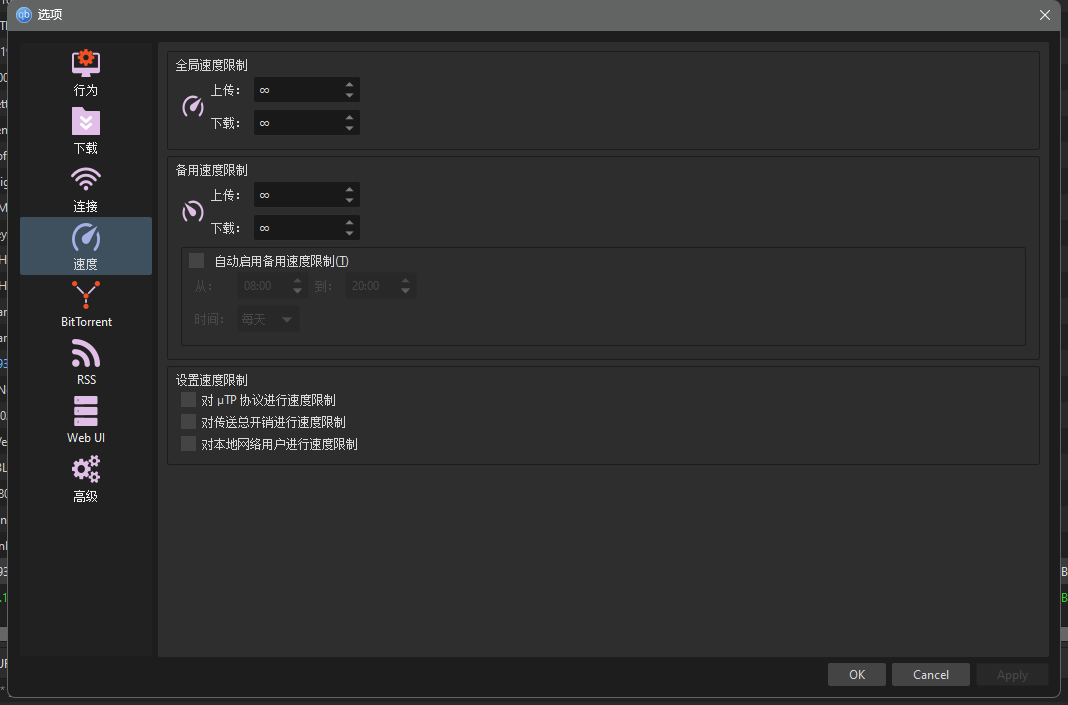 选项
行为
下载
连接
速度
BitTorrent
RSS
Web UI
高级
全局速度限制
上传： ∞
下载： ∞
备用速度限制
上传： ∞
下载： ∞
自动启用备用速度限制(T)
从： 08:00 到： 20:00
时间： 每天
设置速度限制
对 μTP 协议进行速度限制
对传送总开销进行速度限制
对本地网络用户进行速度限制
OK Cancel Apply